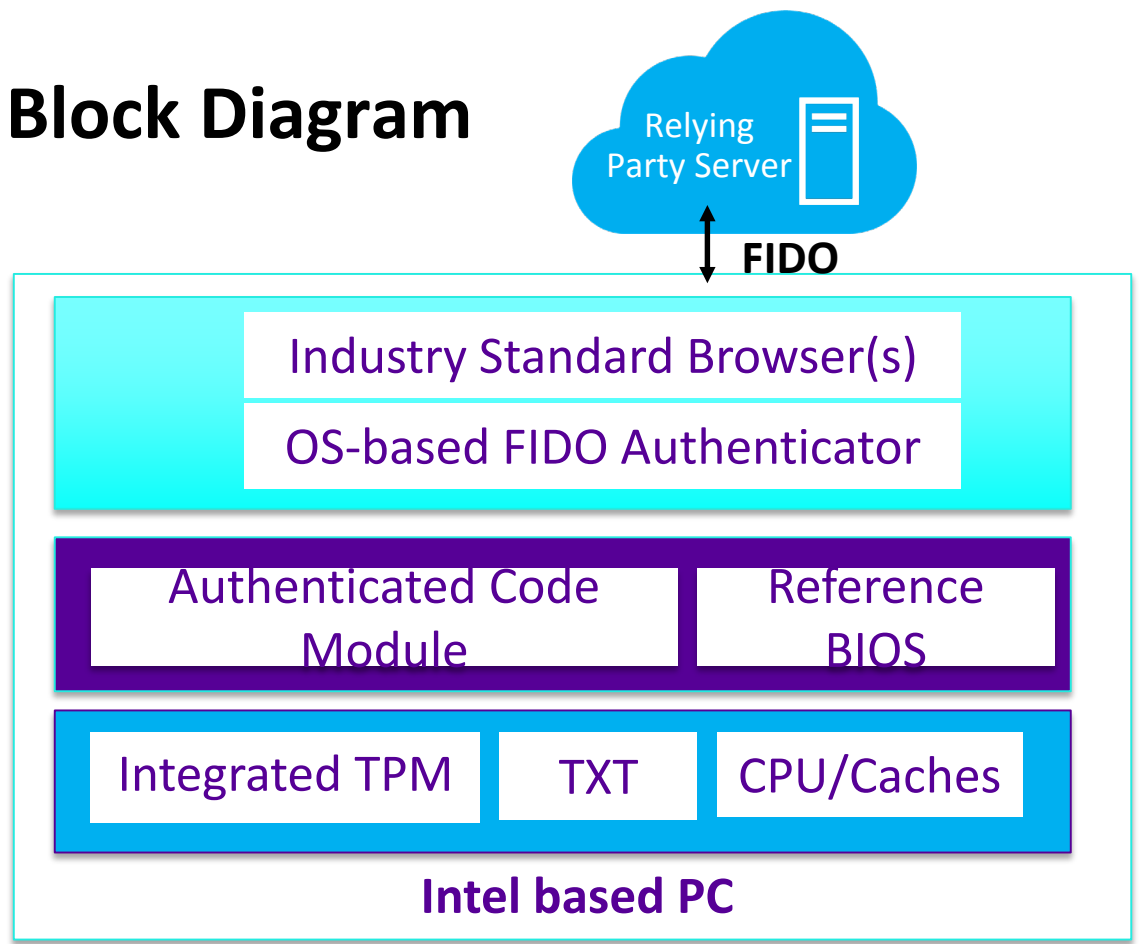 Block Diagram
Relying
Party Server
FIDO
Industry Standard Browser(s)
OS-based FIDO Authenticator
Authenticated Code
Module
Reference
BIOS
Integrated TPM
TXT
CPU/Caches
Intel based PC